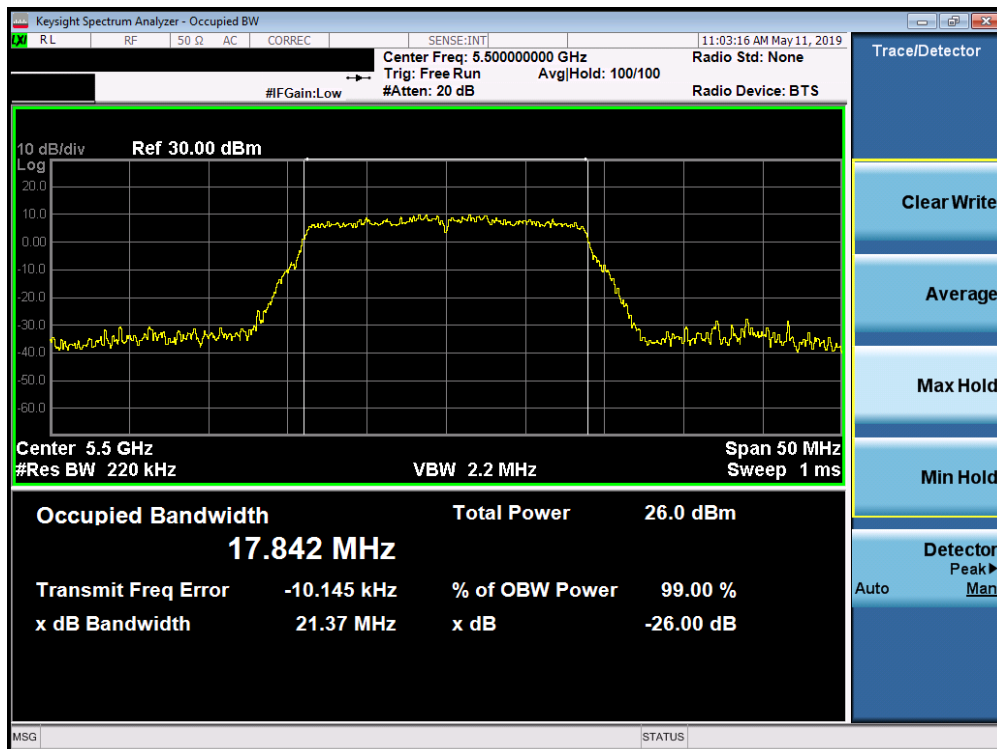 Keysight Spectrum Analyzer - Occupied BW
LXI RL RF 50 Ω AC CORREC SENSE:INT 11:03:16 AM May 11, 2019
Center Freq: 5.500000000 GHz Radio Std: None
Trig: Free Run Avg|Hold: 100/100
#IFGain:Low #Atten: 20 dB Radio Device: BTS
Trace/Detector
10 dB/div Ref 30.00 dBm
Log
20.0
10.0
0.00
-10.0
-20.0
-30.0
-40.0
-50.0
-60.0
Center 5.5 GHz Span 50 MHz
#Res BW 220 kHz VBW 2.2 MHz Sweep 1 ms
Occupied Bandwidth Total Power 26.0 dBm
17.842 MHz
Transmit Freq Error -10.145 kHz % of OBW Power 99.00 %
x dB Bandwidth 21.37 MHz x dB -26.00 dB
Clear Write
Average
Max Hold
Min Hold
Detector
Peak▶
Auto Man
MSG STATUS